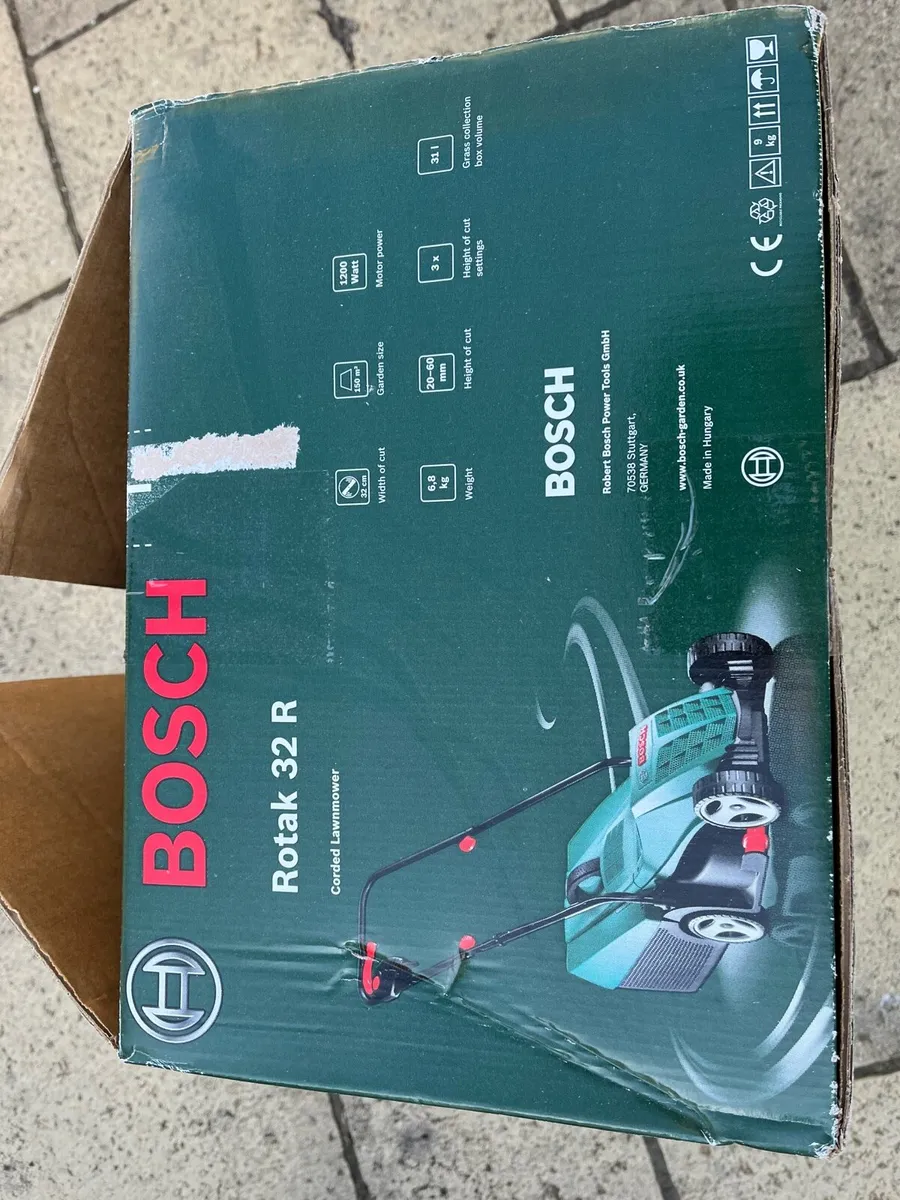 BOSCH
Rotak 32 R
Corded Lawnmower
32 cm
Width of cut
150 m²
Garden size
1200
Watt
Motor power
6,8
kg
Weight
20–60
mm
Height of cut
3 x
Height of cut
settings
31 l
Grass collection
box volume
BOSCH
Robert Bosch Power Tools GmbH
70538 Stuttgart,
GERMANY
www.bosch-garden.co.uk
Made in Hungary
BOSCH
CE
9
kg